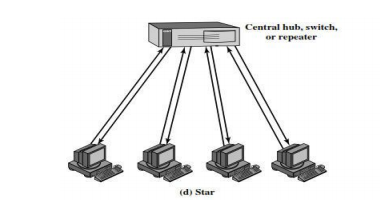 Central hub, switch,
or repeater
(d) Star